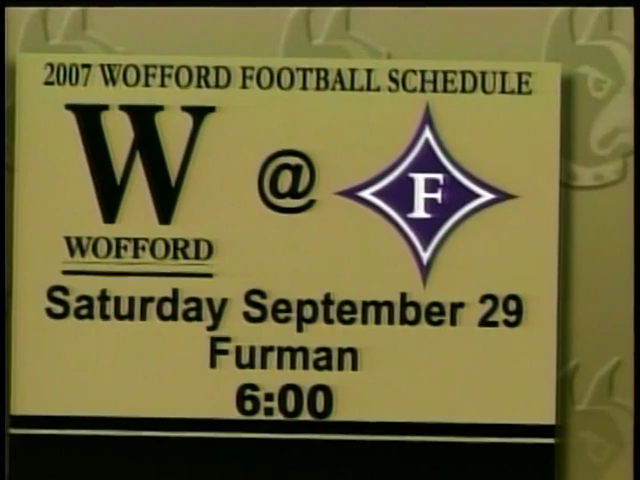 2007 WOFFORD FOOTBALL SCHEDULE
W @ F
WOFFORD
Saturday September 29
Furman
6:00